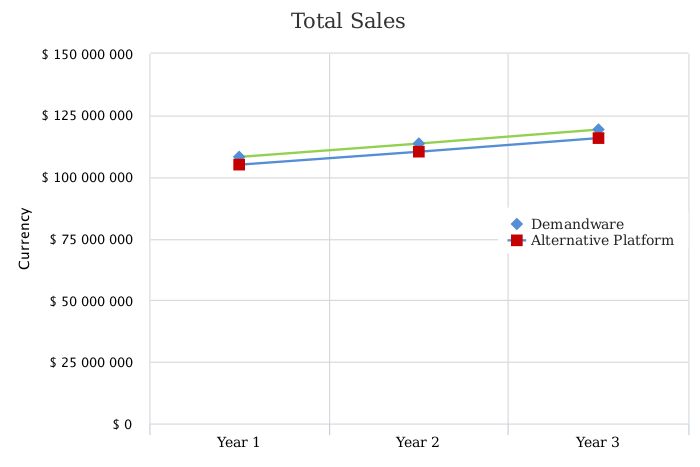 Total Sales
$ 150 000 000
$ 125 000 000
$ 100 000 000
$ 75 000 000
$ 50 000 000
$ 25 000 000
$ 0
Currency
Demandware
Alternative Platform
Year 1
Year 2
Year 3